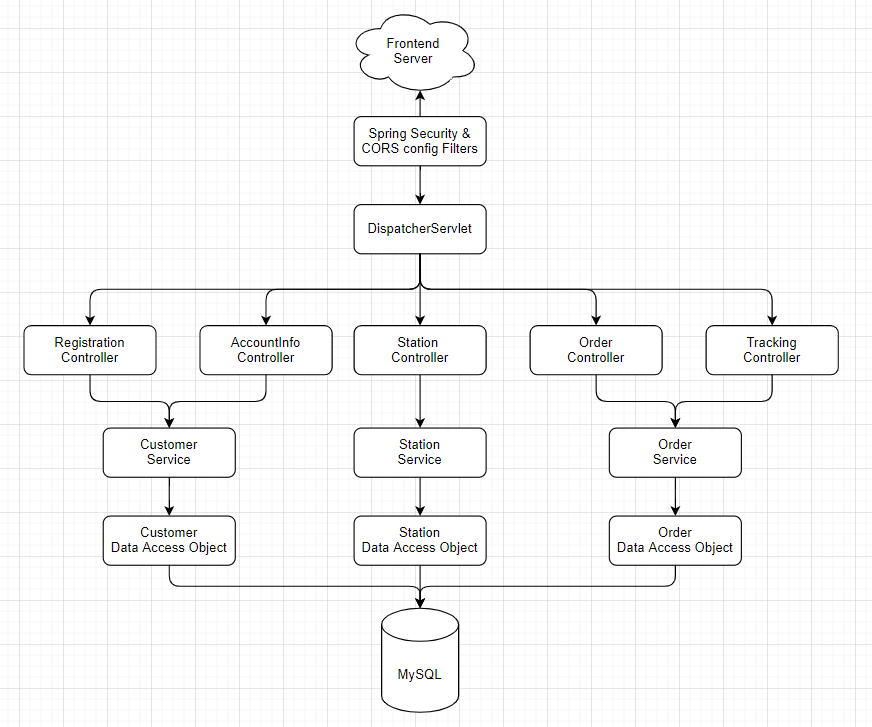 Frontend
Server
Spring Security &
CORS config Filters
DispatcherServlet
Registration
Controller
AccountInfo
Controller
Station
Controller
Order
Controller
Tracking
Controller
Customer
Service
Station
Service
Order
Service
Customer
Data Access Object
Station
Data Access Object
Order
Data Access Object
MySQL